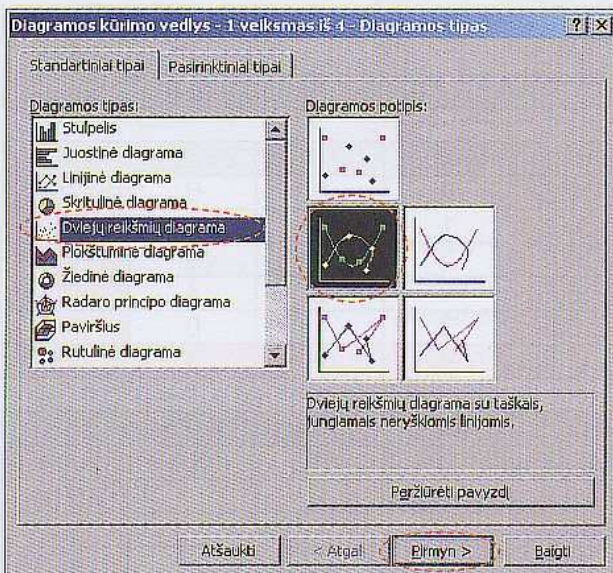 Diagramos kūrimo vedlys - 1 veiksmas iš 4 - Diagramos tipas
Standartiniai tipai
Pasirinktiniai tipai
Diagramos tipas:
Stulpelis
Juostinė diagrama
Linijinė diagrama
Skritulinė diagrama
Dviejų reikšmių diagrama
Plokštuminė diagrama
Žiedinė diagrama
Radaro principo diagrama
Paviršius
Rutulinė diagrama
Diagramos potipis:
Dviejų reikšmių diagrama su taškais,
jungiamais neryškiomis linijomis.
Peržiūrėti pavyzdį
Atšaukti
< Atgal
Pirmyn >
Baigti